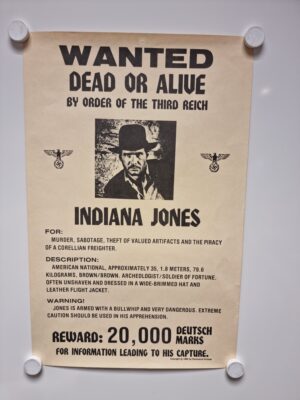 WANTED
DEAD OR ALIVE
BY ORDER OF THE THIRD REICH
INDIANA JONES
FOR:
MURDER, SABOTAGE, THEFT OF VALUED ARTIFACTS AND THE PIRACY
OF A CORELLIAN FREIGHTER.
DESCRIPTION:
AMERICAN NATIONAL, APPROXIMATELY 35, 1.8 METERS, 79.6
KILOGRAMS, BROWN/BROWN. ARCHEOLOGIST/SOLDIER OF FORTUNE.
OFTEN UNSHAVEN AND DRESSED IN A WIDE-BRIMMED HAT AND
LEATHER FLIGHT JACKET.
WARNING!
JONES IS ARMED WITH A BULLWHIP AND VERY DANGEROUS. EXTREME
CAUTION SHOULD BE USED IN HIS APPREHENSION.
REWARD: 20,000 DEUTSCH MARKS
FOR INFORMATION LEADING TO HIS CAPTURE.